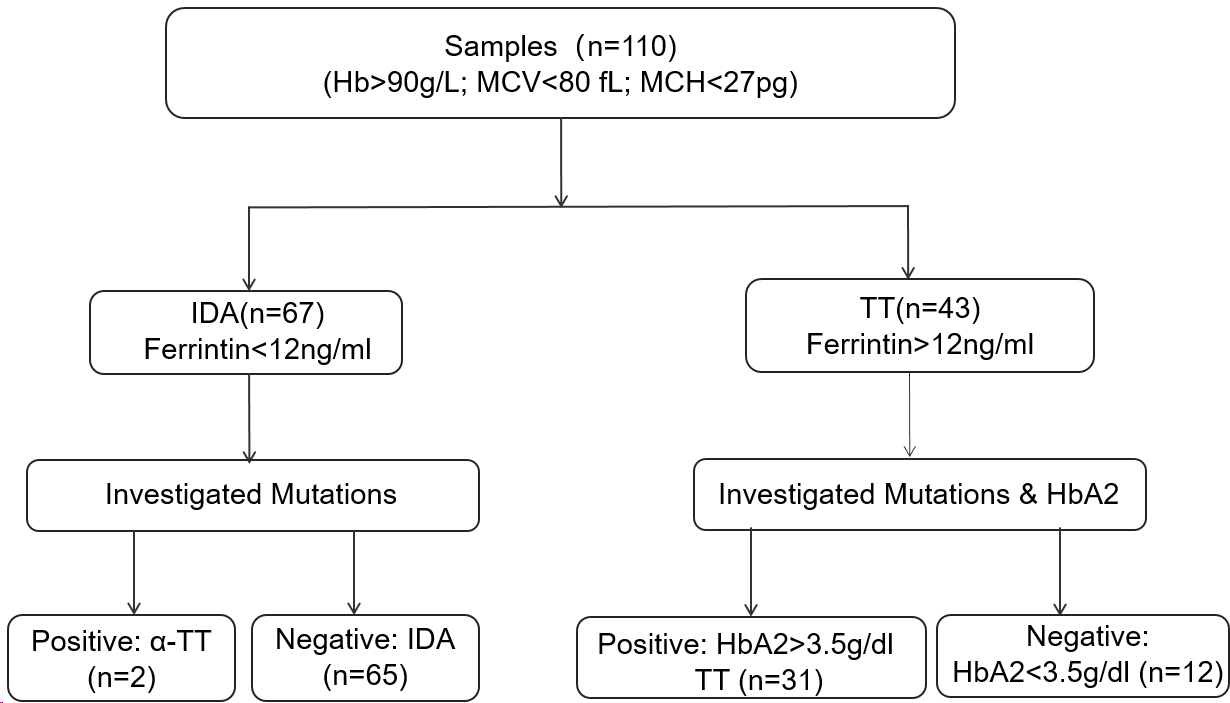 Samples （n=110)
(Hb>90g/L; MCV<80 fL; MCH<27pg)
IDA(n=67)
Ferrintin<12ng/ml
TT(n=43)
Ferrintin>12ng/ml
Investigated Mutations
Investigated Mutations & HbA2
Positive: α-TT
(n=2)
Negative: IDA
(n=65)
Positive: HbA2>3.5g/dl
TT (n=31)
Negative:
HbA2<3.5g/dl (n=12)